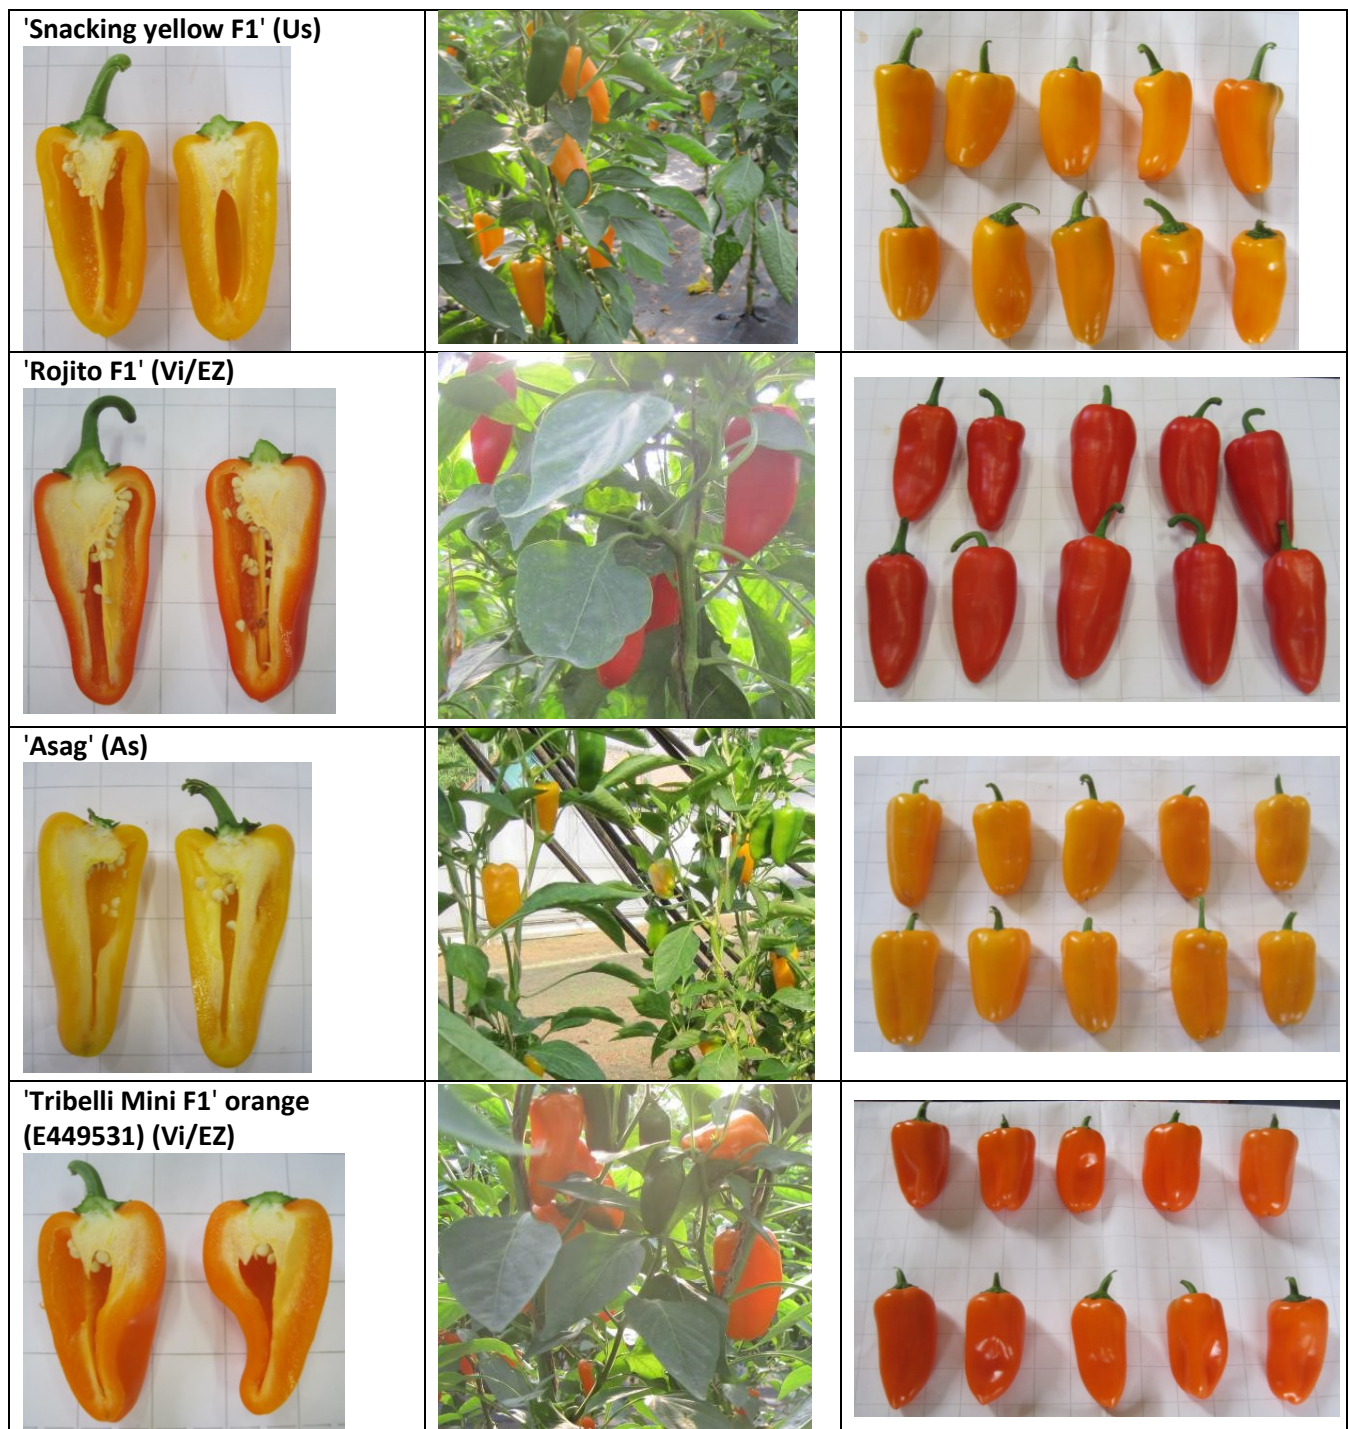 'Snacking yellow F1' (Us)
'Rojito F1' (Vi/EZ)
'Asag' (As)
'Tribelli Mini F1' orange
(E449531) (Vi/EZ)